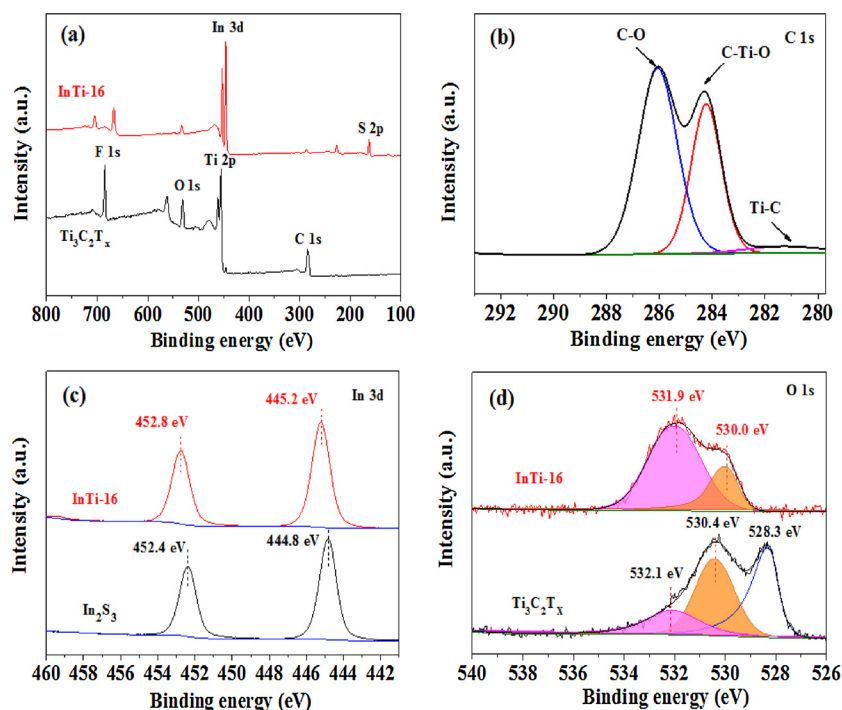 (a)
In 3d
InTi-16
S 2p
F 1s
Ti 2p
O 1s
Ti₃C₂Tₓ
C 1s
Intensity (a.u.)
800 700 600 500 400 300 200 100
Binding energy (eV)
(b)
C 1s
C-O
C-Ti-O
Ti-C
Intensity (a.u.)
292 290 288 286 284 282 280
Binding energy (eV)
(c)
In 3d
445.2 eV
452.8 eV
InTi-16
444.8 eV
452.4 eV
In₂S₃
Intensity (a.u.)
460 458 456 454 452 450 448 446 444 442
Binding energy (eV)
(d)
O 1s
531.9 eV
530.0 eV
InTi-16
530.4 eV
528.3 eV
532.1 eV
Ti₃C₂Tₓ
Intensity (a.u.)
540 538 536 534 532 530 528 526
Binding energy (eV)